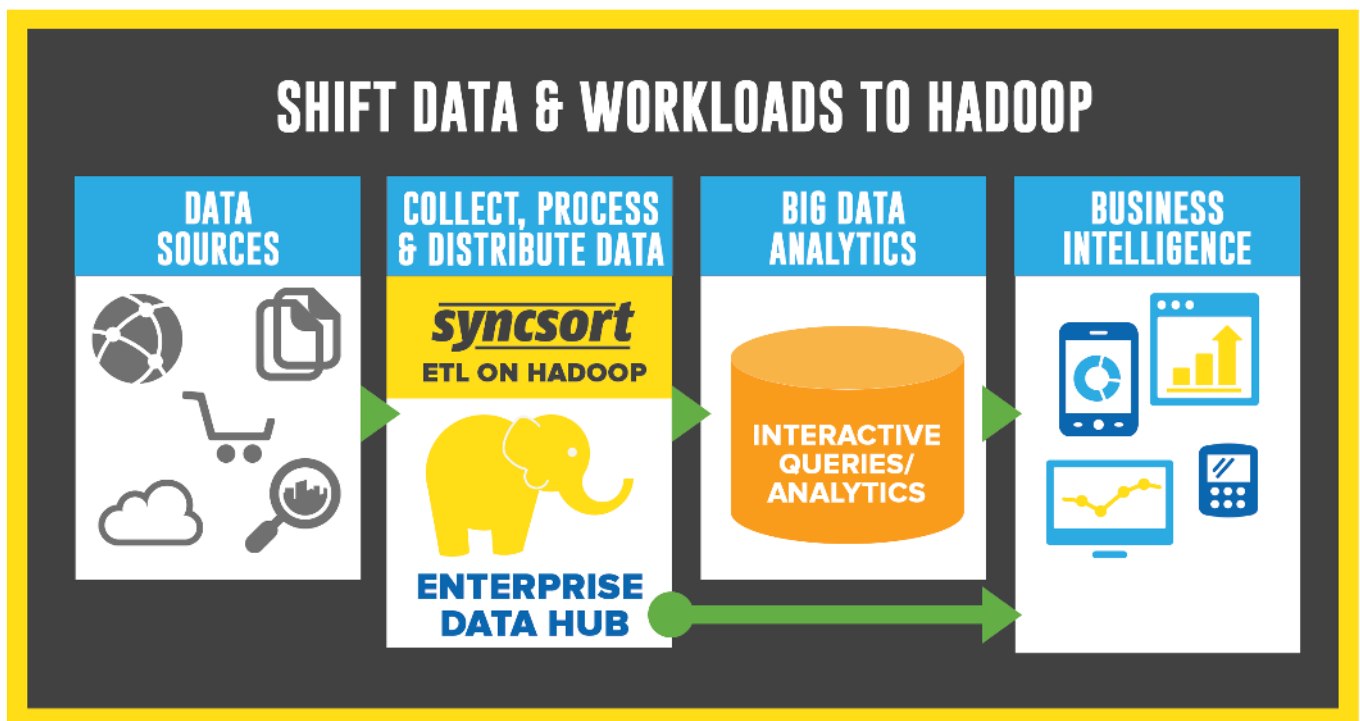 SHIFT DATA & WORKLOADS TO HADOOP
DATA
SOURCES
COLLECT, PROCESS
& DISTRIBUTE DATA
syncsort
ETL ON HADOOP
ENTERPRISE
DATA HUB
BIG DATA
ANALYTICS
INTERACTIVE
QUERIES/
ANALYTICS
BUSINESS
INTELLIGENCE